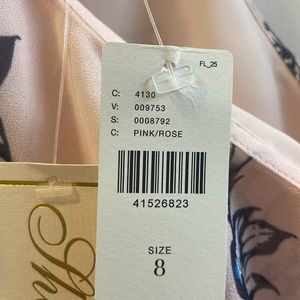 FL_25
C: 4130
V: 009753
S: 0008792
C: PINK/ROSE
41526823
SIZE
8